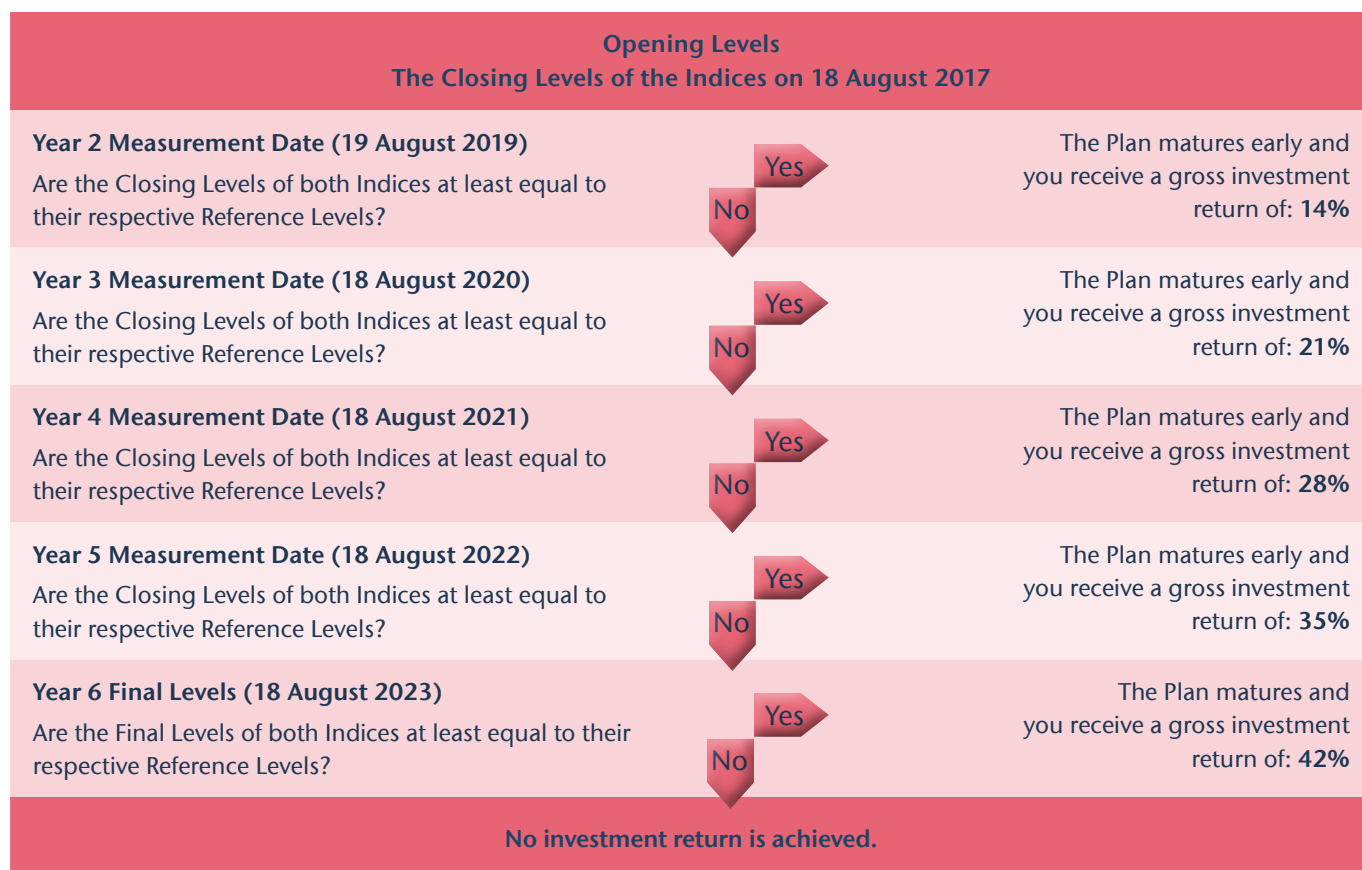 Opening Levels
The Closing Levels of the Indices on 18 August 2017
Year 2 Measurement Date (19 August 2019)
Are the Closing Levels of both Indices at least equal to
their respective Reference Levels?
Yes
No
The Plan matures early and
you receive a gross investment
return of: 14%
Year 3 Measurement Date (18 August 2020)
Are the Closing Levels of both Indices at least equal to
their respective Reference Levels?
Yes
No
The Plan matures early and
you receive a gross investment
return of: 21%
Year 4 Measurement Date (18 August 2021)
Are the Closing Levels of both Indices at least equal to
their respective Reference Levels?
Yes
No
The Plan matures early and
you receive a gross investment
return of: 28%
Year 5 Measurement Date (18 August 2022)
Are the Closing Levels of both Indices at least equal to
their respective Reference Levels?
Yes
No
The Plan matures early and
you receive a gross investment
return of: 35%
Year 6 Final Levels (18 August 2023)
Are the Final Levels of both Indices at least equal to their
respective Reference Levels?
Yes
No
The Plan matures and
you receive a gross investment
return of: 42%
No investment return is achieved.